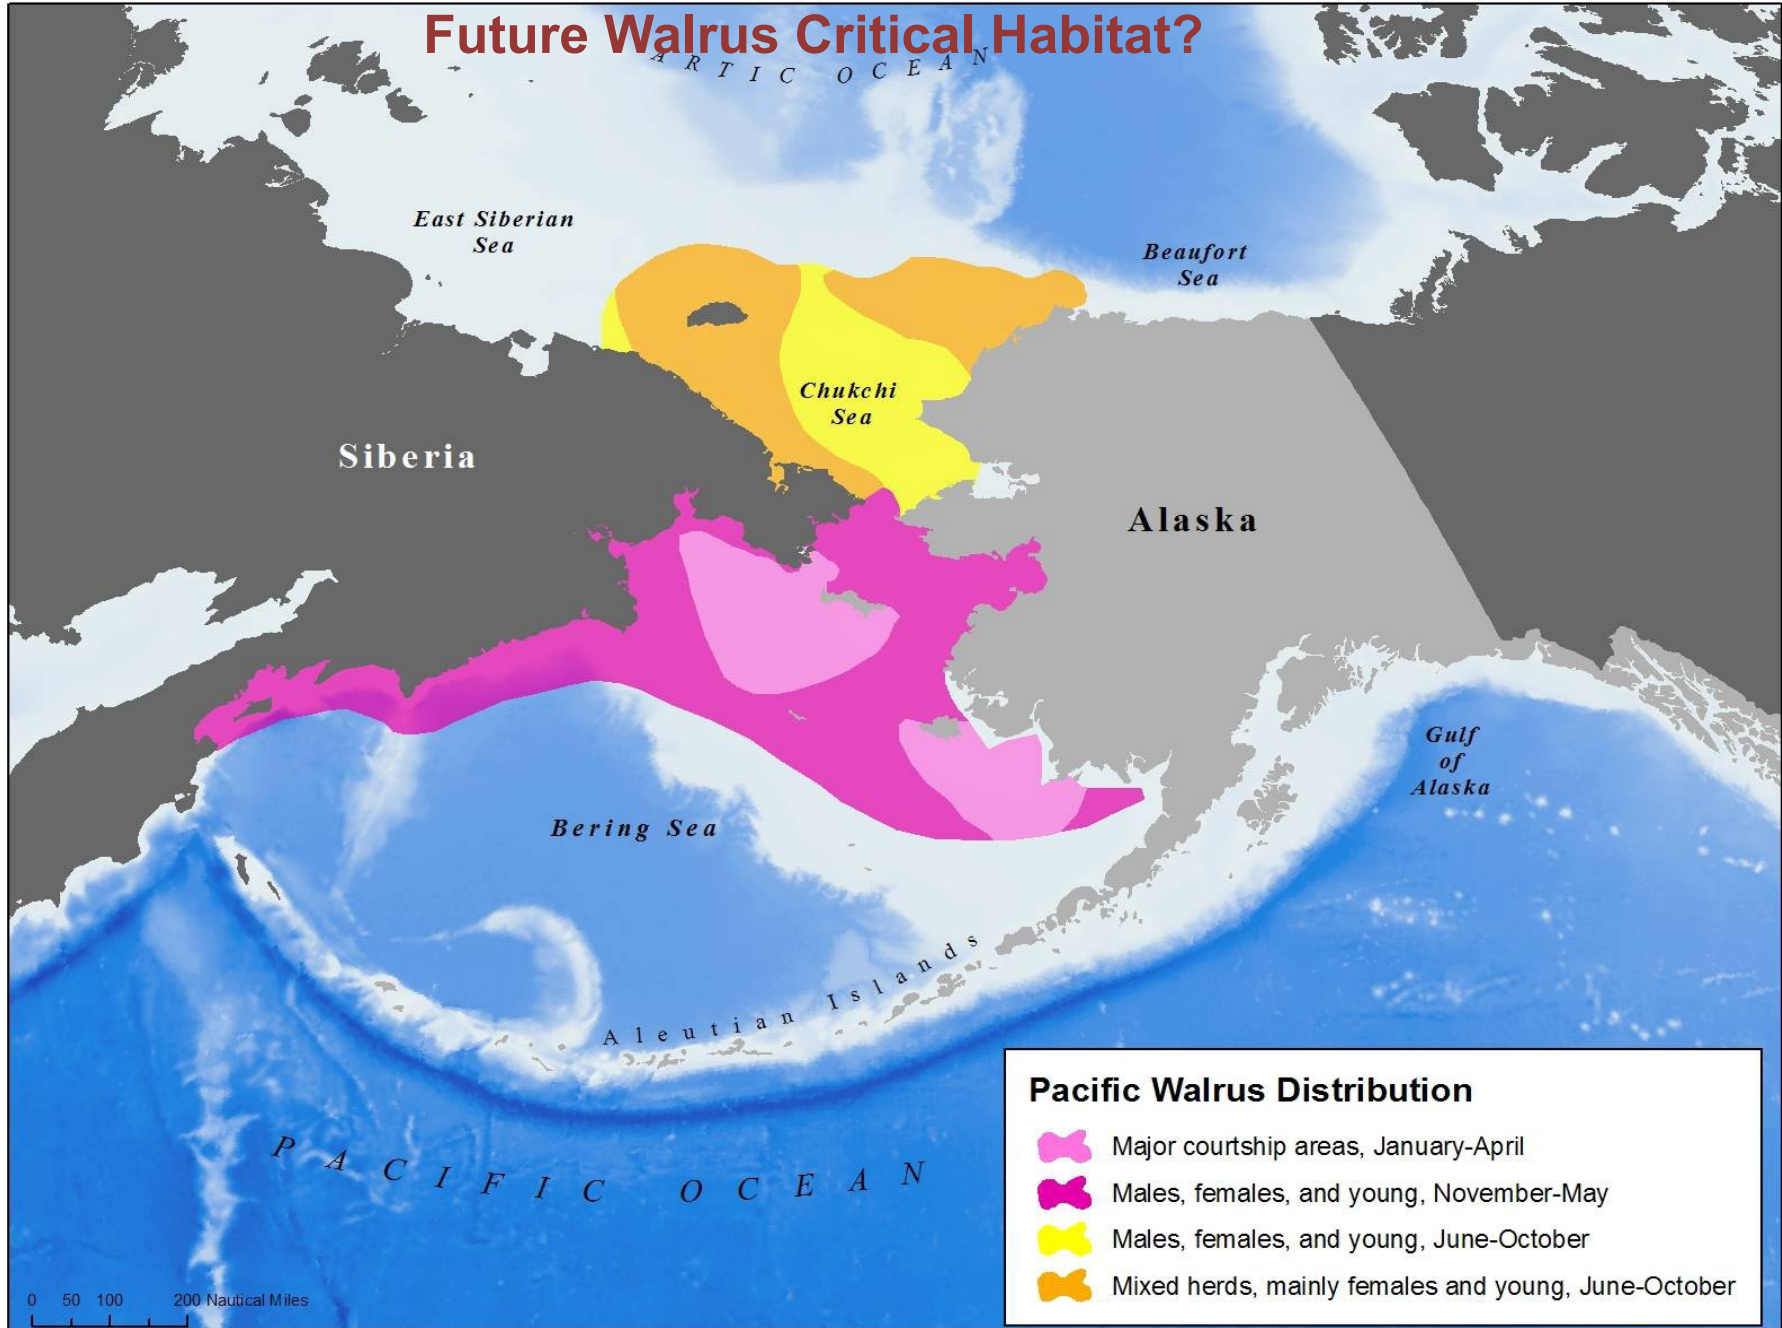 Future Walrus Critical Habitat?
ARTIC OCEAN
East Siberian
Sea
Beaufort
Sea
Chukchi
Sea
Siberia
Alaska
Gulf
of
Alaska
Bering Sea
Aleutian Islands
PACIFIC OCEAN
Pacific Walrus Distribution
Major courtship areas, January-April
Males, females, and young, November-May
Males, females, and young, June-October
Mixed herds, mainly females and young, June-October
0 50 100 200 Nautical Miles